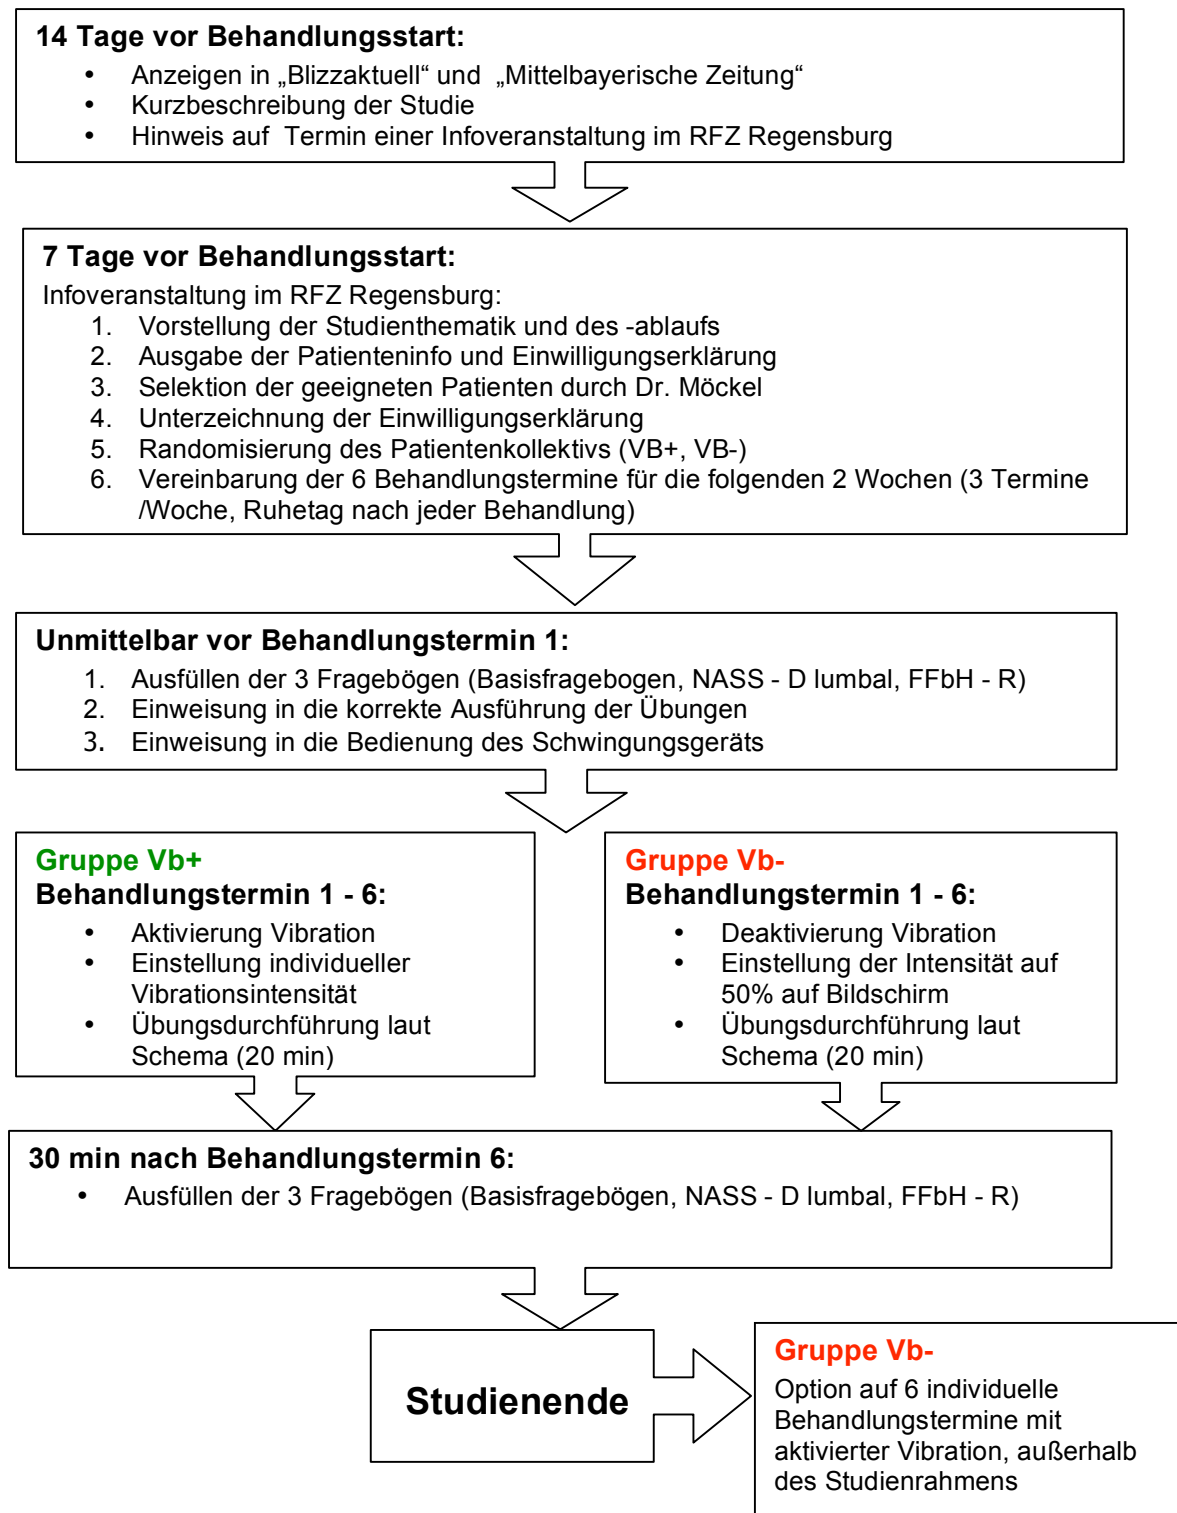 14 Tage vor Behandlungsstart:
• Anzeigen in „Blizzaktuell“ und „Mittelbayerische Zeitung“
• Kurzbeschreibung der Studie
• Hinweis auf Termin einer Infoveranstaltung im RFZ Regensburg
7 Tage vor Behandlungsstart:
Infoveranstaltung im RFZ Regensburg:
1. Vorstellung der Studienthematik und des -ablaufs
2. Ausgabe der Patienteninfo und Einwilligungserklärung
3. Selektion der geeigneten Patienten durch Dr. Möckel
4. Unterzeichnung der Einwilligungserklärung
5. Randomisierung des Patientenkollektivs (VB+, VB-)
6. Vereinbarung der 6 Behandlungstermine für die folgenden 2 Wochen (3 Termine
/Woche, Ruhetag nach jeder Behandlung)
Unmittelbar vor Behandlungstermin 1:
1. Ausfüllen der 3 Fragebögen (Basisfragebogen, NASS - D lumbal, FFbH - R)
2. Einweisung in die korrekte Ausführung der Übungen
3. Einweisung in die Bedienung des Schwingungsgeräts
Gruppe Vb+
Behandlungstermin 1 - 6:
• Aktivierung Vibration
• Einstellung individueller
Vibrationsintensität
• Übungsdurchführung laut
Schema (20 min)
Gruppe Vb-
Behandlungstermin 1 - 6:
• Deaktivierung Vibration
• Einstellung der Intensität auf
50% auf Bildschirm
• Übungsdurchführung laut
Schema (20 min)
30 min nach Behandlungstermin 6:
• Ausfüllen der 3 Fragebögen (Basisfragebögen, NASS - D lumbal, FFbH - R)
Studienende
Gruppe Vb-
Option auf 6 individuelle
Behandlungstermine mit
aktivierter Vibration, außerhalb
des Studienrahmens